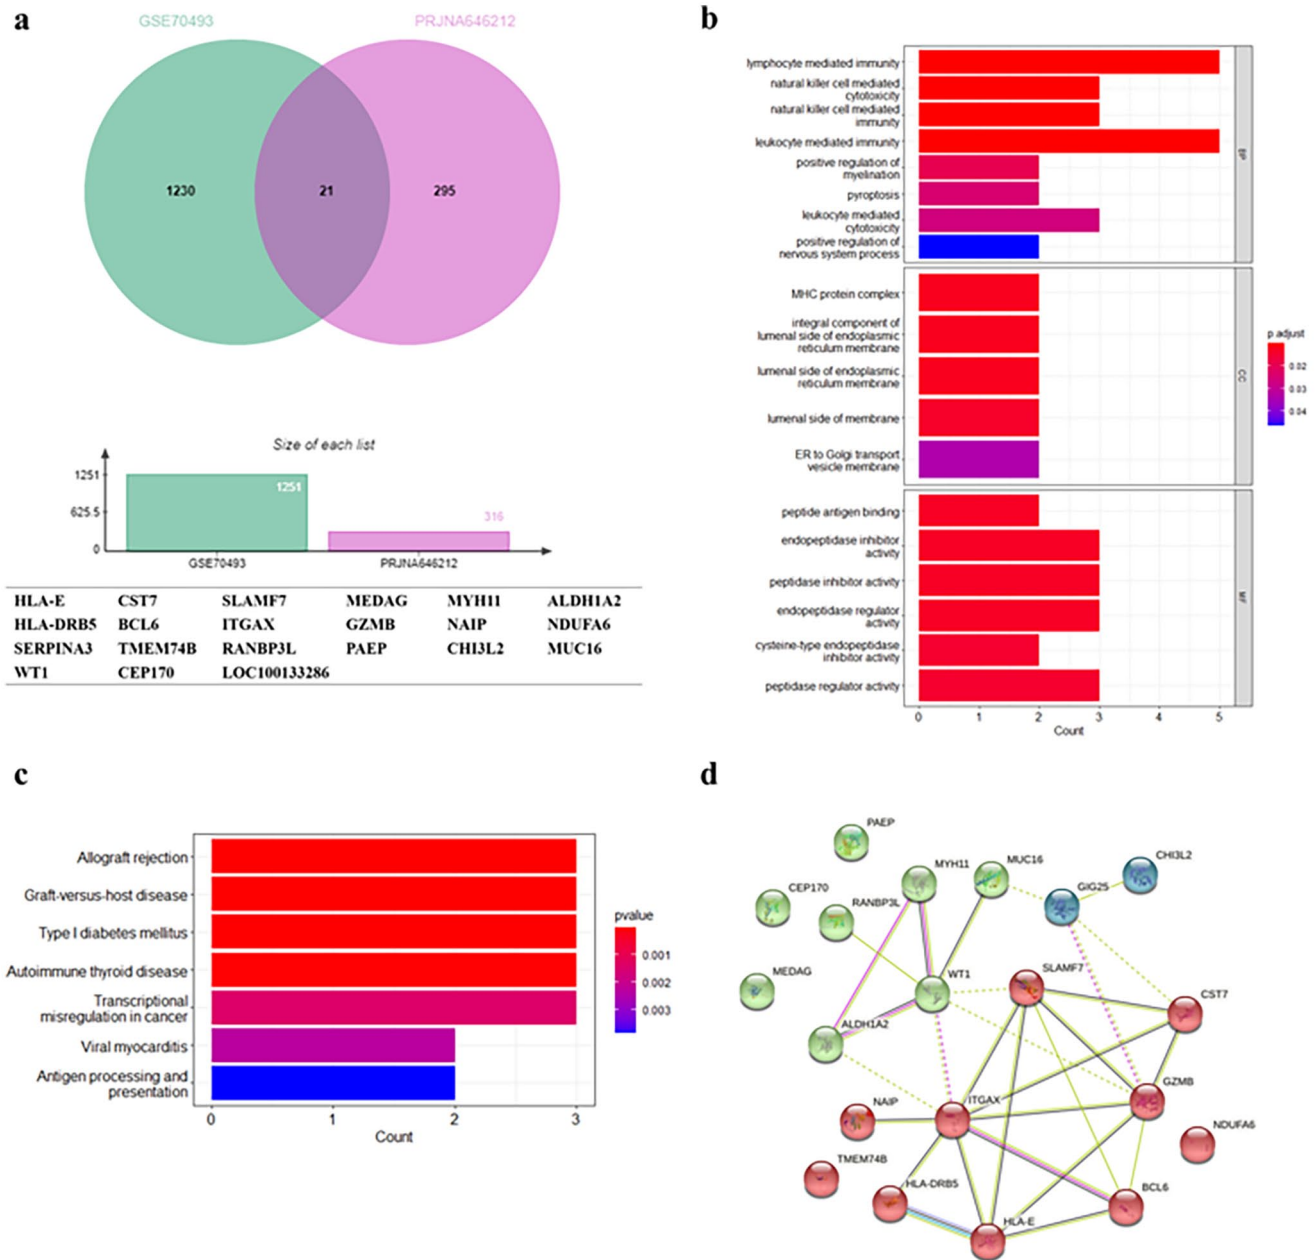 a
GSE70493
PRJNA646212
1230
21
295
Size of each list
1251
625.5
0
1251
316
GSE70493
PRJNA646212
HLA-E CST7 SLAMF7 MEDAG MYH11 ALDH1A2
HLA-DRB5 BCL6 ITGAX GZMB NAIP NDUFA6
SERPINA3 TMEM74B RANBP3L PAEP CHI3L2 MUC16
WT1 CEP170 LOC100133286
b
lymphocyte mediated immunity
natural killer cell mediated
cytotoxicity
natural killer cell mediated
immunity
leukocyte mediated immunity
positive regulation of
myelination
pyroptosis
leukocyte mediated
cytotoxicity
positive regulation of
nervous system process
BP
MHC protein complex
integral component of
lumenal side of endoplasmic
reticulum membrane
lumenal side of endoplasmic
reticulum membrane
lumenal side of membrane
ER to Golgi transport
vesicle membrane
CC
peptide antigen binding
endopeptidase inhibitor
activity
peptidase inhibitor activity
endopeptidase regulator
activity
cysteine-type endopeptidase
inhibitor activity
peptidase regulator activity
MF
0 1 2 3 4 5
Count
p.adjust
0.02
0.03
0.04
c
Allograft rejection
Graft-versus-host disease
Type I diabetes mellitus
Autoimmune thyroid disease
Transcriptional
misregulation in cancer
Viral myocarditis
Antigen processing and
presentation
0 1 2 3
Count
pvalue
0.001
0.002
0.003
d
PAEP
MYH11
MUC16
CHI3L2
CEP170
RANBP3L
GIG25
MEDAG
WT1
SLAMF7
CST7
ALDH1A2
NAIP
ITGAX
GZMB
NDUFA6
TMEM74B
HLA-DRB5
BCL6
HLA-E